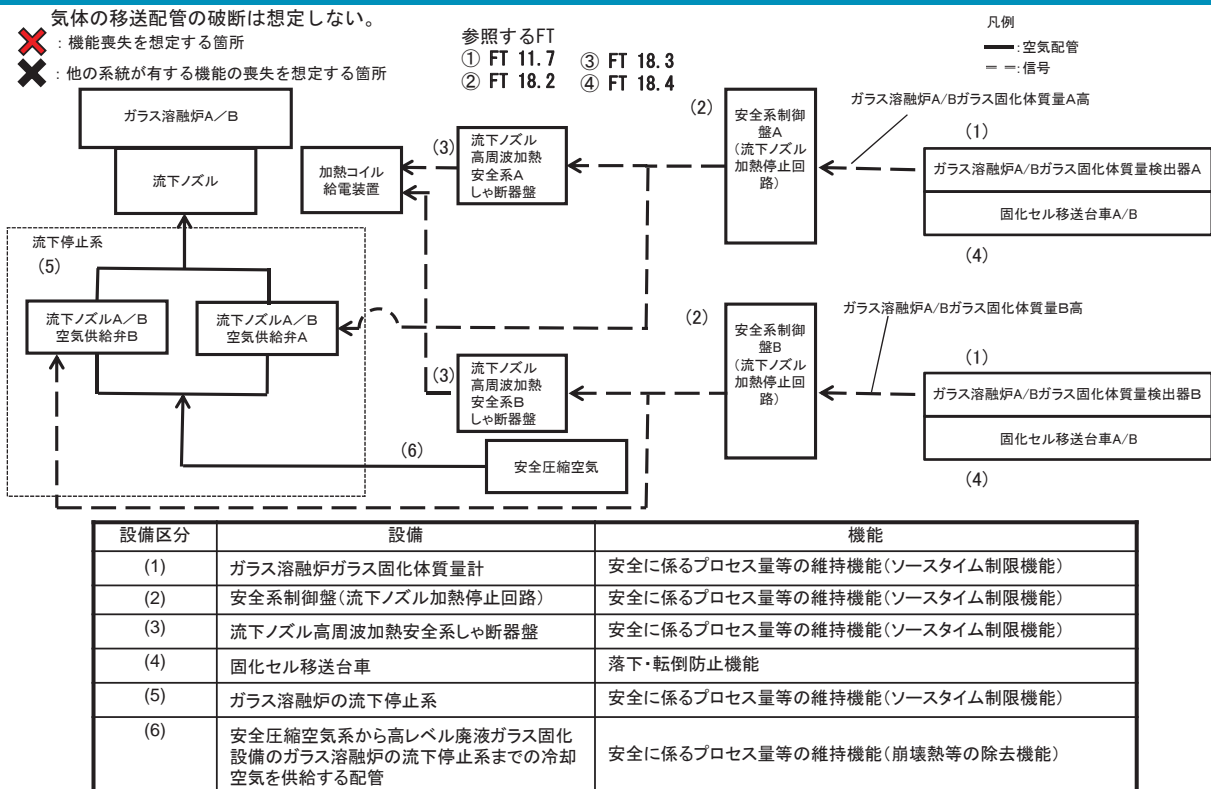 気体の移送配管の破断は想定しない。
：機能喪失を想定する箇所
：他の系統が有する機能の喪失を想定する箇所
参照するFT
① FT 11.7 ③ FT 18.3
② FT 18.2 ④ FT 18.4
凡例
：空気配管
：信号
ガラス溶融炉A／B
流下ノズル
加熱コイル
給電装置
(3)
流下ノズル
高周波加熱
安全系A
しゃ断器盤
(2)
安全系制御
盤A
(流下ノズル
加熱停止回
路)
ガラス溶融炉A/Bガラス固化体質量A高
(1)
ガラス溶融炉A/Bガラス固化体質量検出器A
固化セル移送台車A/B
(4)
流下停止系
(5)
流下ノズルA／B
空気供給弁B
流下ノズルA／B
空気供給弁A
(3)
流下ノズル
高周波加熱
安全系B
しゃ断器盤
(2)
安全系制御
盤B
(流下ノズル
加熱停止回
路)
ガラス溶融炉A/Bガラス固化体質量B高
(1)
ガラス溶融炉A/Bガラス固化体質量検出器B
固化セル移送台車A/B
(4)
(6)
安全圧縮空気
設備区分 設備 機能
(1) ガラス溶融炉ガラス固化体質量計 安全に係るプロセス量等の維持機能(ソースタイム制限機能)
(2) 安全系制御盤(流下ノズル加熱停止回路) 安全に係るプロセス量等の維持機能(ソースタイム制限機能)
(3) 流下ノズル高周波加熱安全系しゃ断器盤 安全に係るプロセス量等の維持機能(ソースタイム制限機能)
(4) 固化セル移送台車 落下・転倒防止機能
(5) ガラス溶融炉の流下停止系 安全に係るプロセス量等の維持機能(ソースタイム制限機能)
(6) 安全圧縮空気系から高レベル廃液ガラス固化
設備のガラス溶融炉の流下停止系までの冷却
空気を供給する配管 安全に係るプロセス量等の維持機能(崩壊熱等の除去機能)